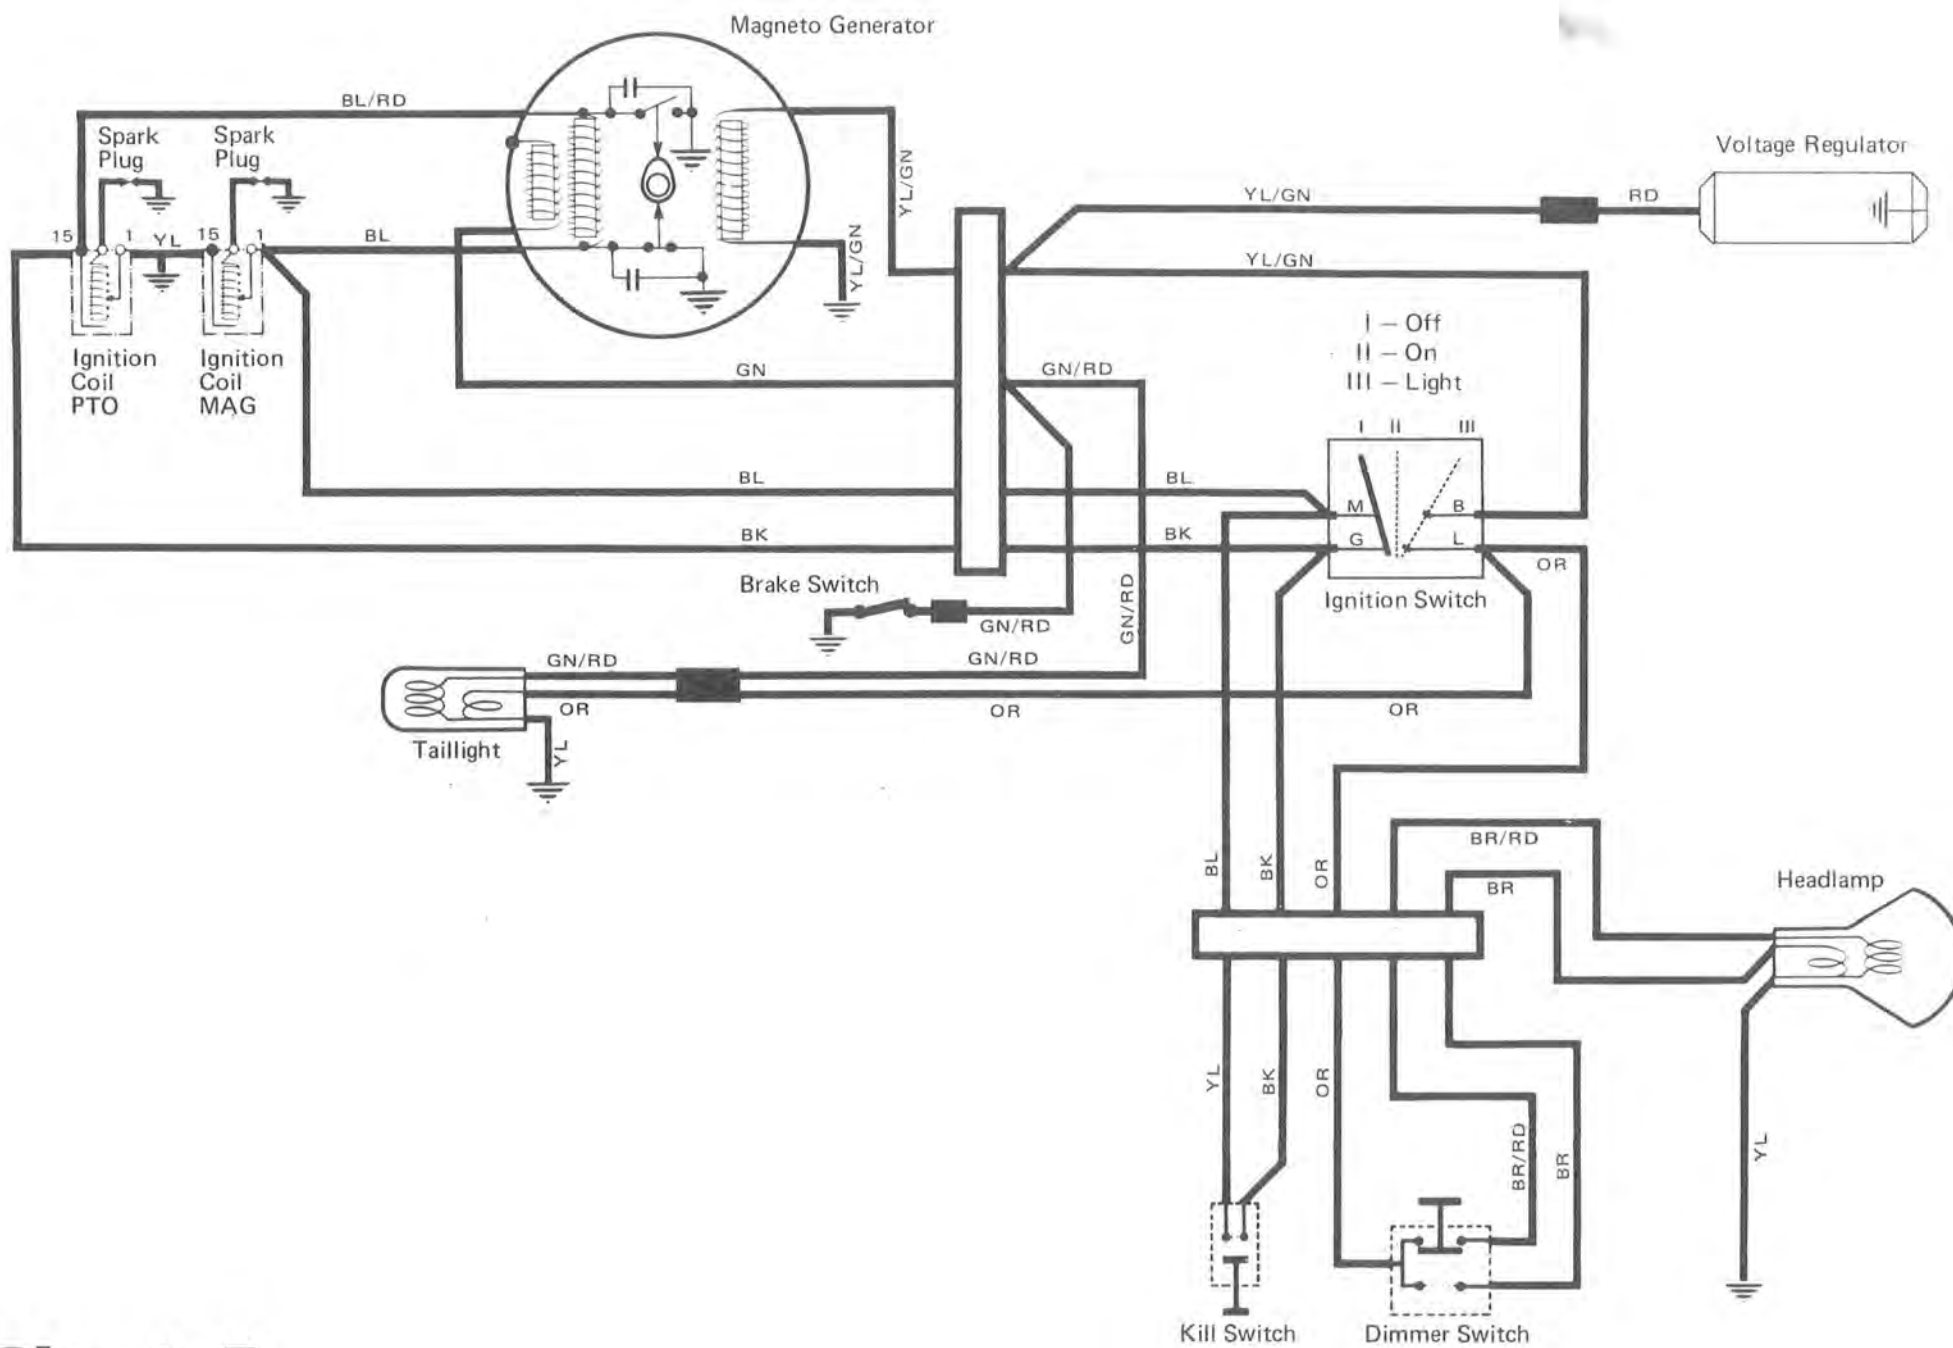 Magneto Generator
BL/RD
Spark
Plug
Spark
Plug
Voltage Regulator
YL/GN
YL/GN
RD
15
1
YL
15
1
BL
YL/GN
YL/GN
I – Off
II – On
III – Light
Ignition
Coil
PTO
Ignition
Coil
MAG
GN
GN/RD
I II III
BL
BL
M
B
BK
BK
G
L
OR
Brake Switch
Ignition Switch
GN/RD
GN/RD
GN/RD
GN/RD
OR
OR
OR
Taillight
YL
BR/RD
BL
BK
OR
BR
Headlamp
YL
BK
OR
BR/RD
BR
YL
Kill Switch
Dimmer Switch